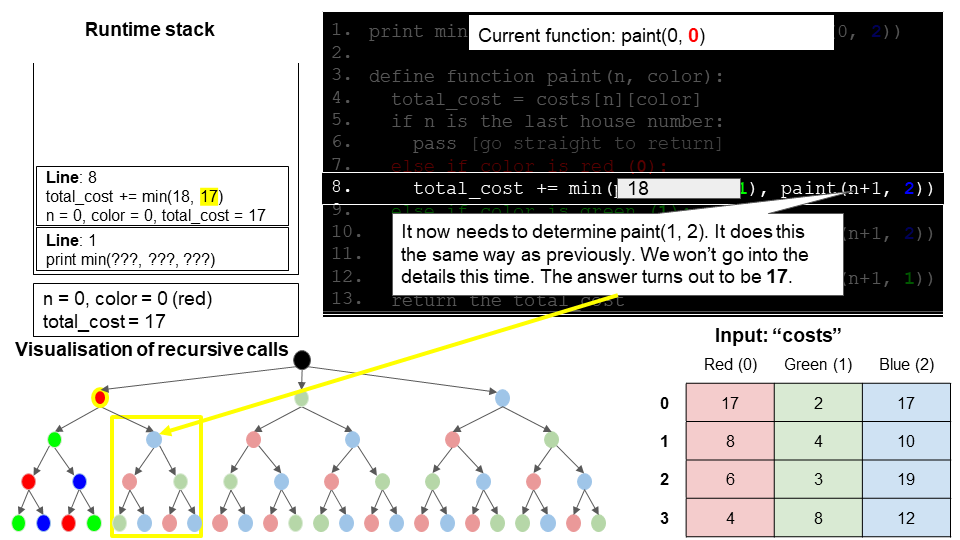 Runtime stack
Line: 8
total_cost += min(18, 17)
n = 0, color = 0, total_cost = 17
Line: 1
print min(???, ???, ???)
n = 0, color = 0 (red)
total_cost = 17
Current function: paint(0, 0)
1. print min 0, 2))
2.
3. define function paint(n, color):
4. total_cost = costs[n][color]
5. if n is the last house number:
6. pass [go straight to return]
7. else if color is red (0):
8. total_cost += min( 18 1), paint(n+1, 2))
9. else if color is green (1):
10. (n+1, 2))
11.
12. (n+1, 1))
13. return the total cost
It now needs to determine paint(1, 2). It does this
the same way as previously. We won’t go into the
details this time. The answer turns out to be 17.
Visualisation of recursive calls
Input: “costs”
Red (0) Green (1) Blue (2)
0 17 2 17
1 8 4 10
2 6 3 19
3 4 8 12